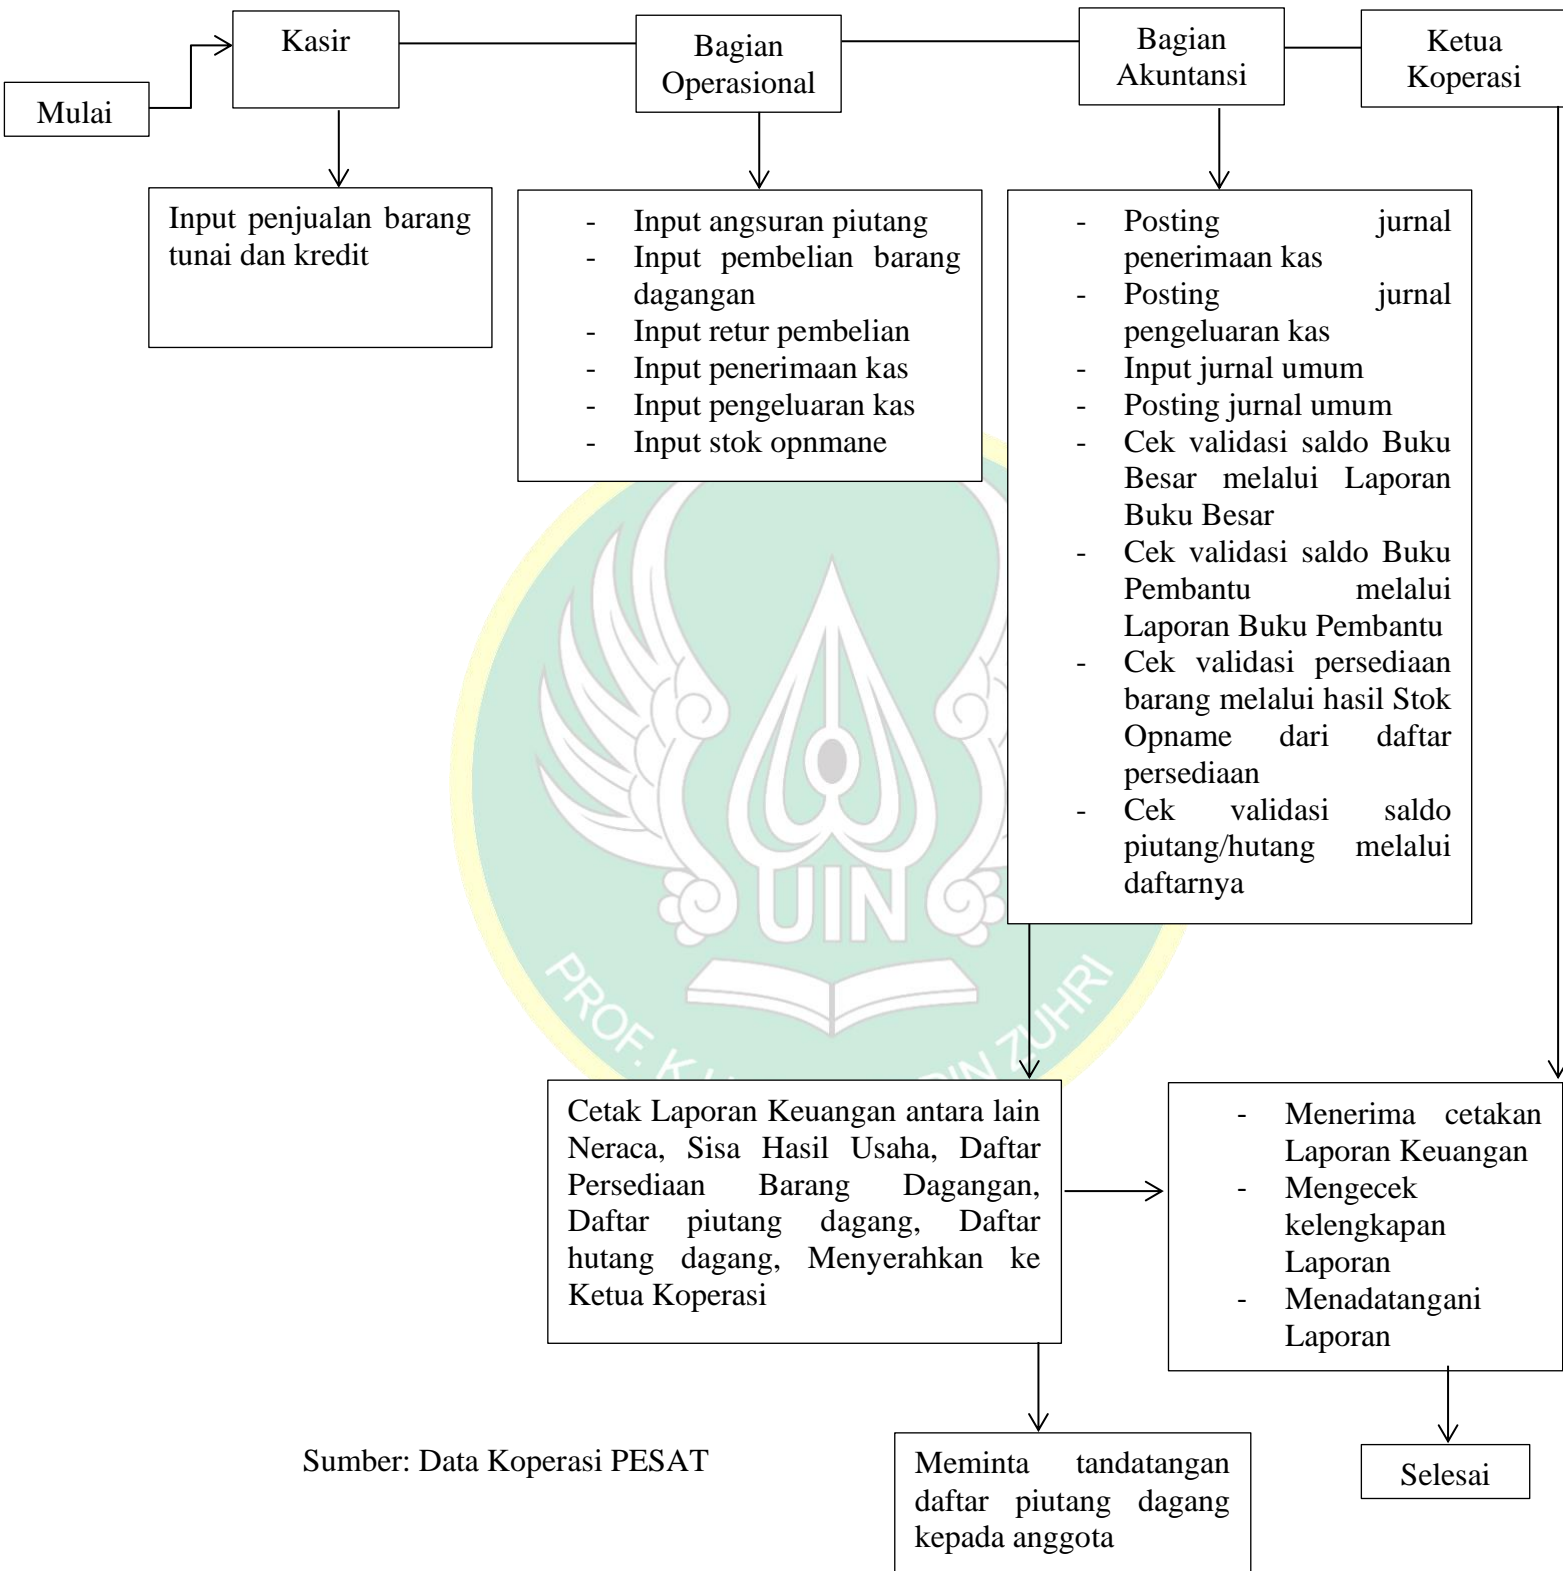 Mulai
Kasir
Bagian
Operasional
Bagian
Akuntansi
Ketua
Koperasi
Input penjualan barang
tunai dan kredit
- Input angsuran piutang
- Input pembelian barang
dagangan
- Input retur pembelian
- Input penerimaan kas
- Input pengeluaran kas
- Input stok opnmane
- Posting jurnal
penerimaan kas
- Posting jurnal
pengeluaran kas
- Input jurnal umum
- Posting jurnal umum
- Cek validasi saldo Buku
Besar melalui Laporan
Buku Besar
- Cek validasi saldo Buku
Pembantu melalui
Laporan Buku Pembantu
- Cek validasi persediaan
barang melalui hasil Stok
Opname dari daftar
persediaan
- Cek validasi saldo
piutang/hutang melalui
daftarnya
UIN
PROF. K.H. ZUHRI
Cetak Laporan Keuangan antara lain
Neraca, Sisa Hasil Usaha, Daftar
Persediaan Barang Dagangan,
Daftar piutang dagang, Daftar
hutang dagang, Menyerahkan ke
Ketua Koperasi
- Menerima cetakan
Laporan Keuangan
- Mengecek
kelengkapan
Laporan
- Menadatangani
Laporan
Sumber: Data Koperasi PESAT
Meminta tandatangan
daftar piutang dagang
kepada anggota
Selesai